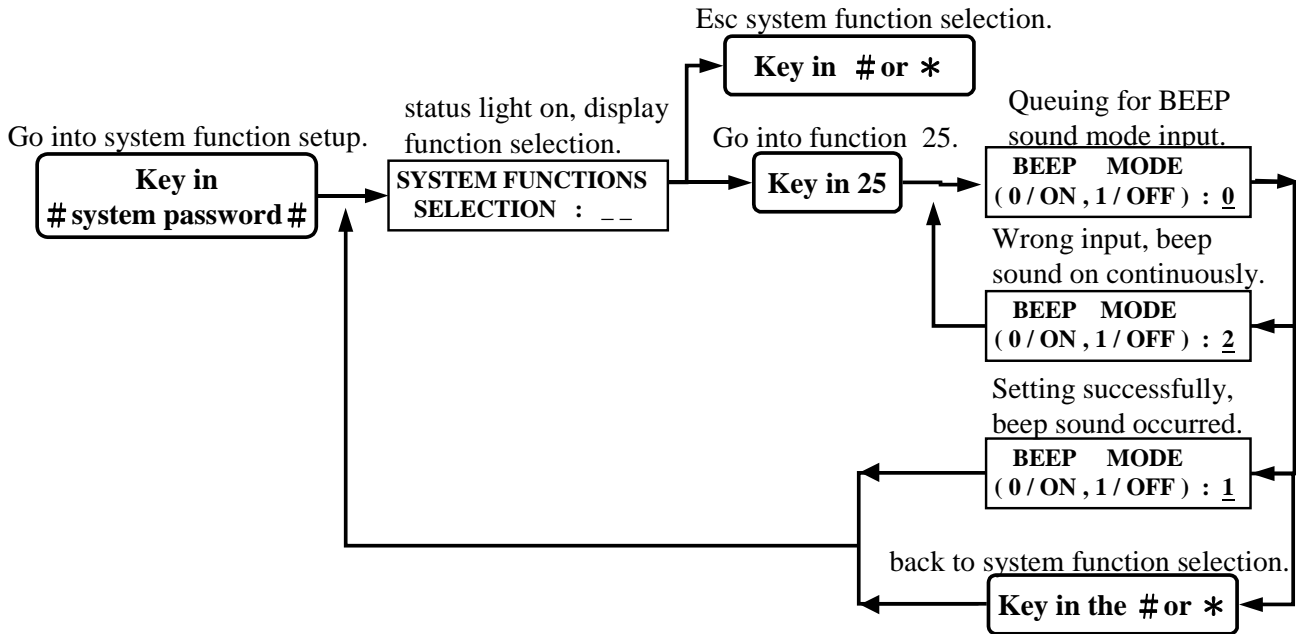 Esc system function selection.
Key in # or *
Go into system function setup.
Key in
# system password #
status light on, display
function selection.
SYSTEM FUNCTIONS
SELECTION : _ _
Go into function 25.
Key in 25
Queuing for BEEP
sound mode input.
BEEP MODE
( 0 / ON , 1 / OFF ) : 0
Wrong input, beep
sound on continuously.
BEEP MODE
( 0 / ON , 1 / OFF ) : 2
Setting successfully,
beep sound occurred.
BEEP MODE
( 0 / ON , 1 / OFF ) : 1
back to system function selection.
Key in the # or *